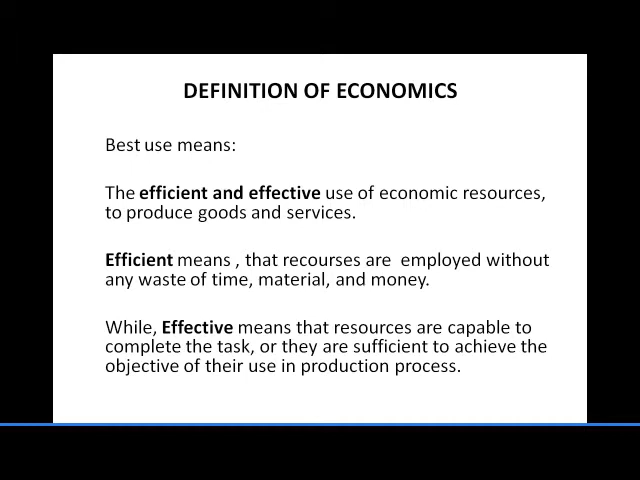 DEFINITION OF ECONOMICS
Best use means:
The efficient and effective use of economic resources,
to produce goods and services.
Efficient means , that recourses are  employed without
any waste of time, material, and money.
While, Effective means that resources are capable to
complete the task, or they are sufficient to achieve the
objective of their use in production process.